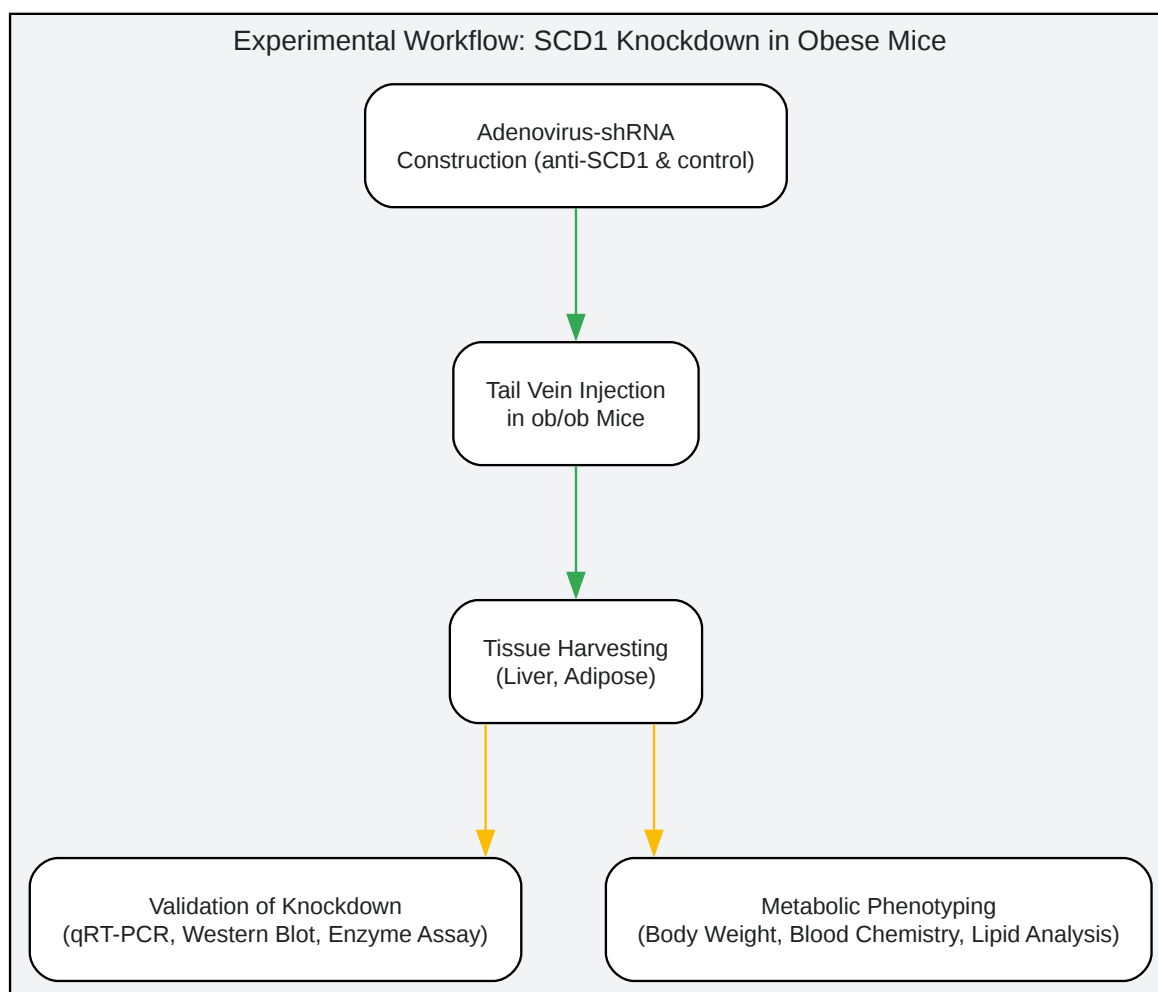 Experimental Workflow: SCD1 Knockdown in Obese Mice
Adenovirus-shRNA
Construction (anti-SCD1 & control)
Tail Vein Injection
in ob/ob Mice
Tissue Harvesting
(Liver, Adipose)
Validation of Knockdown
(qRT-PCR, Western Blot, Enzyme Assay)
Metabolic Phenotyping
(Body Weight, Blood Chemistry, Lipid Analysis)